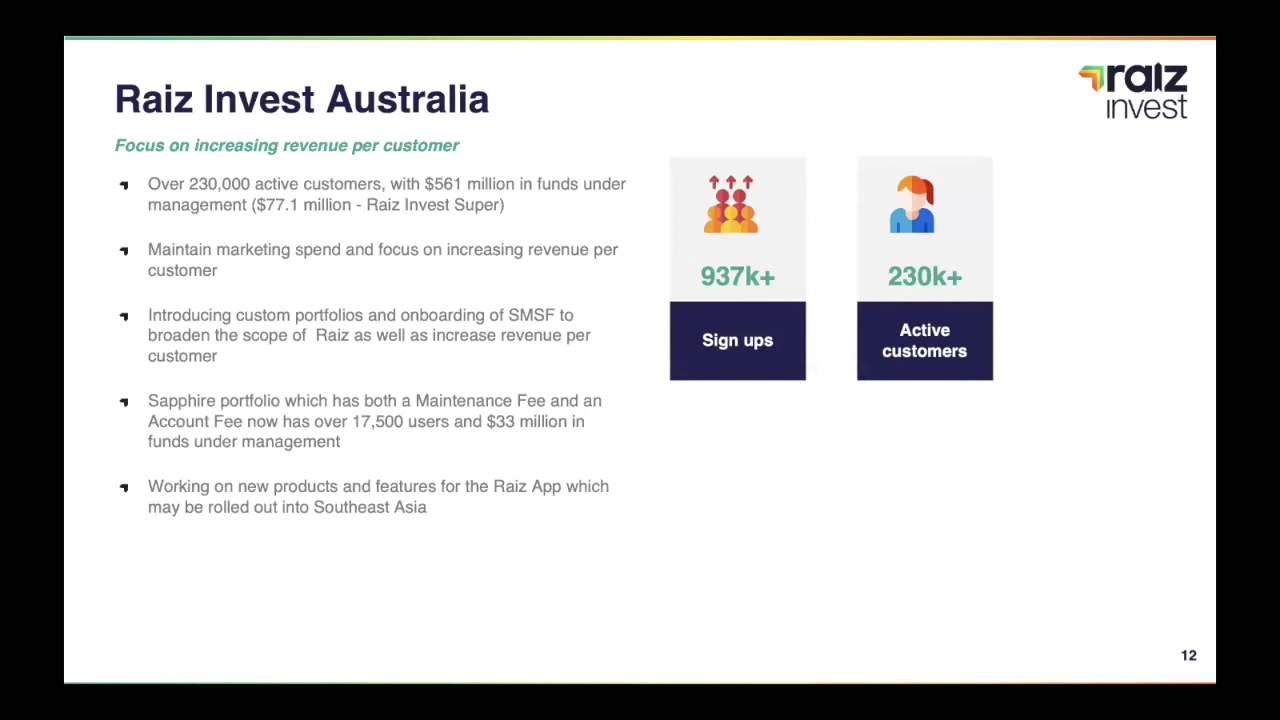 raiz
invest
Raiz Invest Australia
Focus on increasing revenue per customer
Over 230,000 active customers, with $561 million in funds under
management ($77.1 million - Raiz Invest Super)
Maintain marketing spend and focus on increasing revenue per
customer
Introducing custom portfolios and onboarding of SMSF to
broaden the scope of  Raiz as well as increase revenue per
customer
Sapphire portfolio which has both a Maintenance Fee and an
Account Fee now has over 17,500 users and $33 million in
funds under management
Working on new products and features for the Raiz App which
may be rolled out into Southeast Asia
937k+
Sign ups
230k+
Active
customers
12